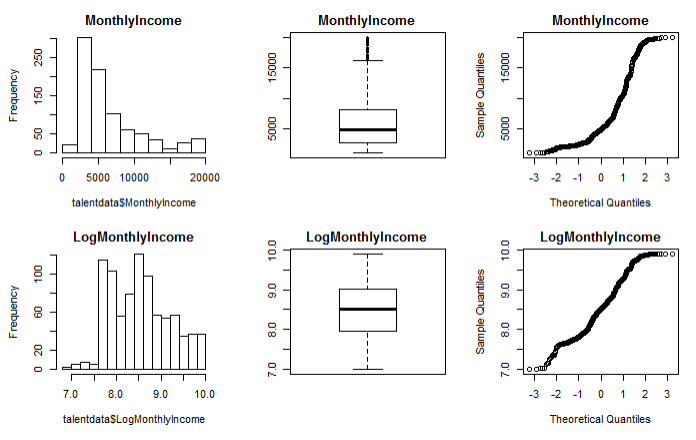 MonthlyIncome
Frequency
0 50 150 250
0 5000 10000 20000
talentdata$MonthlyIncome
MonthlyIncome
5000 15000
MonthlyIncome
Sample Quantiles
5000 15000
-3 -2 -1 0 1 2 3
Theoretical Quantiles
LogMonthlyIncome
Frequency
0 20 60 80 120
7.0 8.0 9.0 10.0
talentdata$LogMonthlyIncome
LogMonthlyIncome
7.0 8.0 9.0 10.0
LogMonthlyIncome
Sample Quantiles
7.0 8.0 9.0 10.0
-3 -2 -1 0 1 2 3
Theoretical Quantiles